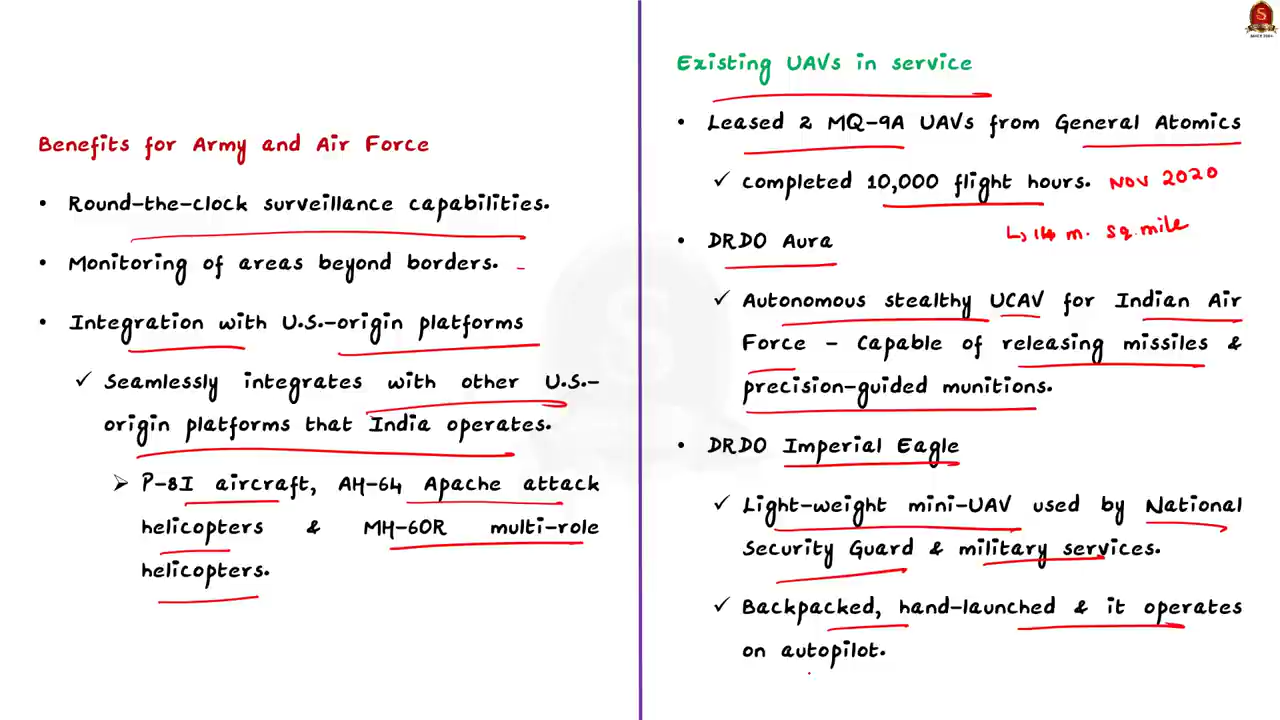 Benefits for Army and Air Force
• Round-the-clock surveillance capabilities.
• Monitoring of areas beyond borders.
• Integration with U.S.-origin platforms
✓ Seamlessly integrates with other U.S.-
origin platforms that India operates.
➢ P-8I aircraft, AH-64 Apache attack
helicopters & MH-60R multi-role
helicopters.
Existing UAVs in service
• Leased 2 MQ-9A UAVs from General Atomics
✓ completed 10,000 flight hours. Nov 2020
↳ 14 m. sq.mile
• DRDO Aura
✓ Autonomous stealthy UCAV for Indian Air
Force - Capable of releasing missiles &
precision-guided munitions.
• DRDO Imperial Eagle
✓ Light-weight mini-UAV used by National
Security Guard & military services.
✓ Backpacked, hand-launched & it operates
on autopilot.
S
SINCE 2004